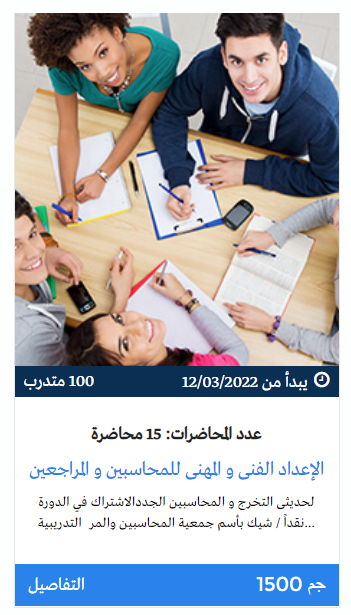 يبدأ من 12/03/2022
100 متدرب
عدد المحاضرات: 15 محاضرة
الإعداد الفنى و المهنى للمحاسبين و المراجعين
لحديثى التخرج و المحاسبين الجددالاشتراك في الدورة
التدريبية نقداً / شيك بأسم جمعية المحاسبين والمر...
1500 جم
التفاصيل